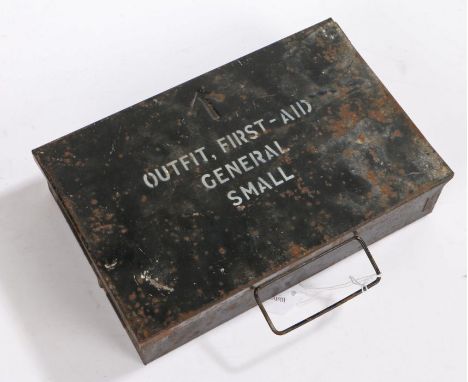 OUTFIT, FIRST-AID
GENERAL
SMALL